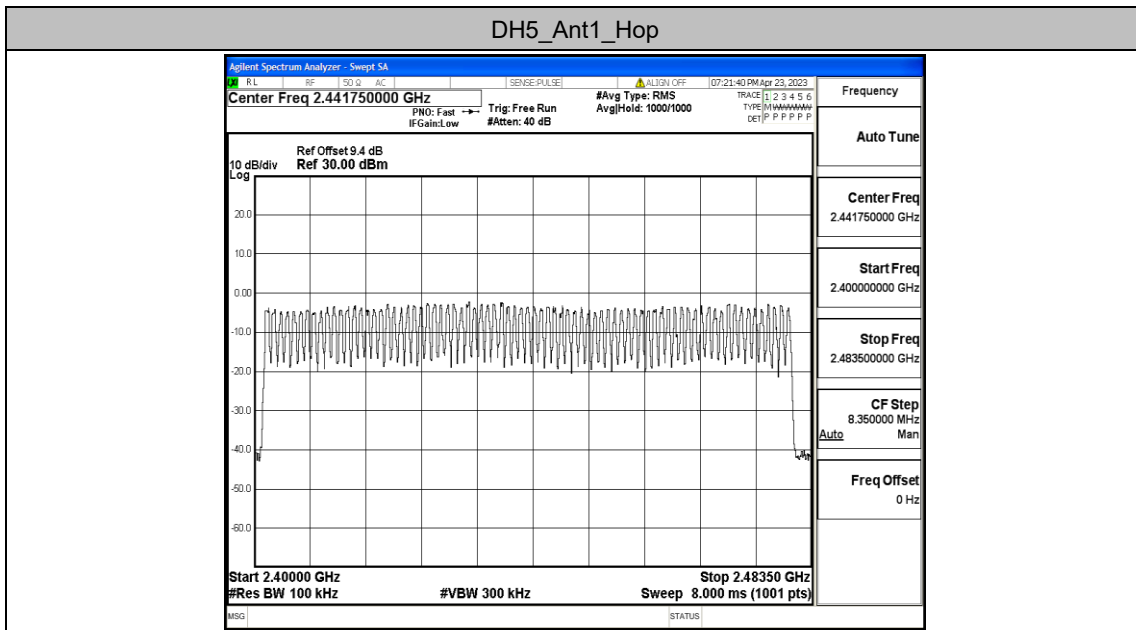 DH5_Ant1_Hop
Agilent Spectrum Analyzer - Swept SA
RL RF 50 Ω AC SENSE:PULSE ALIGN OFF 07:21:40 PM Apr 23, 2023
Center Freq 2.441750000 GHz
PNO: Fast
IFGain:Low
Trig: Free Run
#Atten: 40 dB
#Avg Type: RMS
Avg|Hold: 1000/1000
TRACE 1 2 3 4 5 6
TYPE M WWWWW
DET P P P P P P
Ref Offset 9.4 dB
10 dB/div Ref 30.00 dBm
Log
20.0
10.0
0.00
-10.0
-20.0
-30.0
-40.0
-50.0
-60.0
Start 2.40000 GHz Stop 2.48350 GHz
#Res BW 100 kHz #VBW 300 kHz Sweep 8.000 ms (1001 pts)
MSG STATUS
Frequency
Auto Tune
Center Freq
2.441750000 GHz
Start Freq
2.400000000 GHz
Stop Freq
2.483500000 GHz
CF Step
8.350000 MHz
Auto Man
Freq Offset
0 Hz